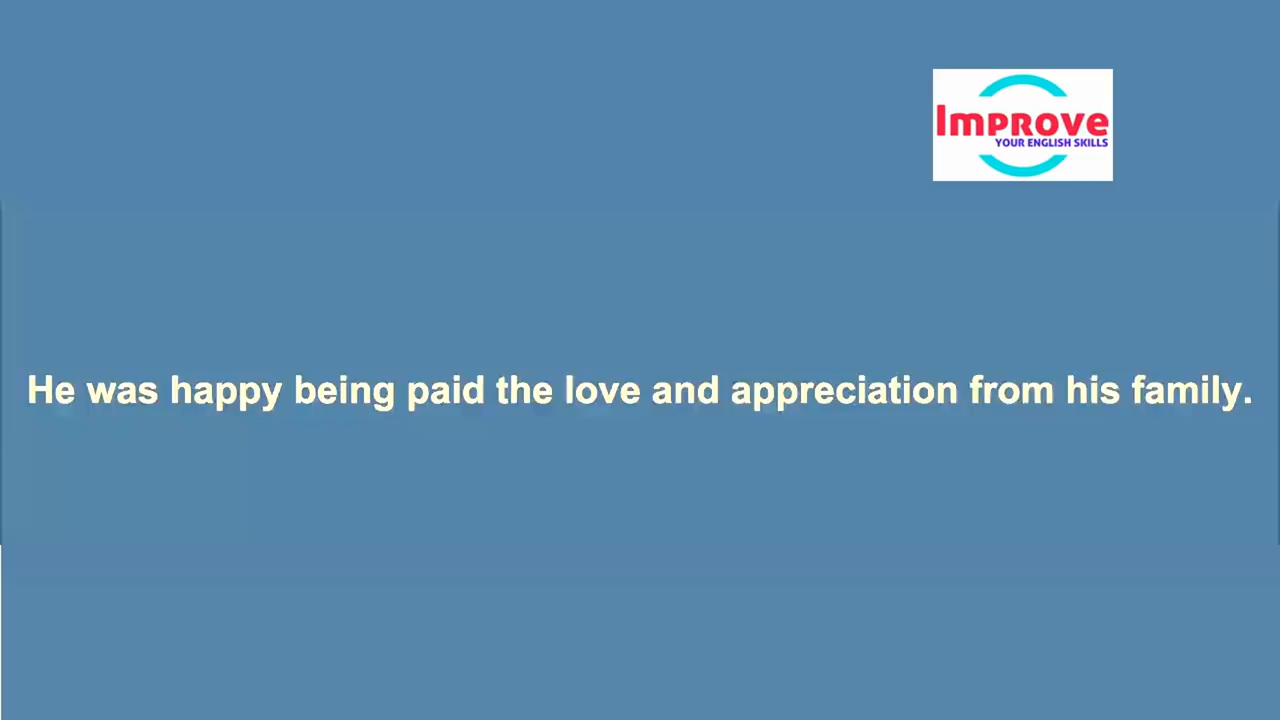 Improve
YOUR ENGLISH SKILLS
He was happy being paid the love and appreciation from his family.